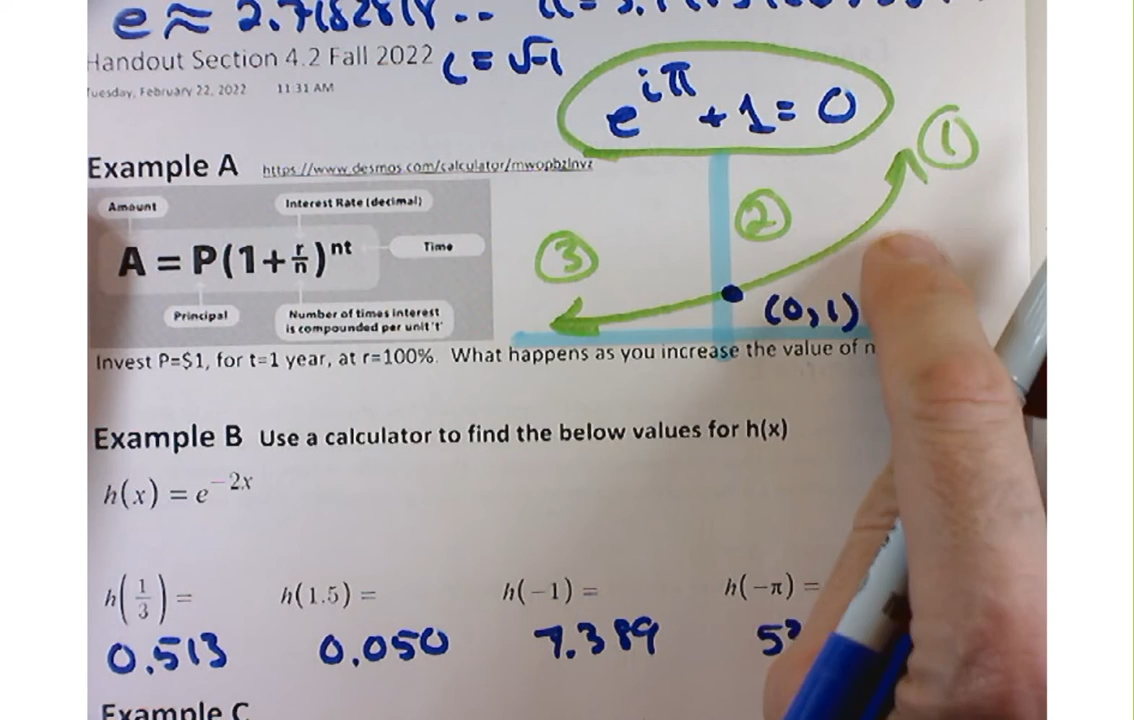 e ≈ 2.7182818..
Handout Section 4.2 Fall 2022
i = √-1
Tuesday, February 22, 2022 11:31 AM
e^{iπ} + 1 = 0
①
Example A https://www.desmos.com/calculator/mwopbzlnvz
Amount
Interest Rate (decimal)
②
A = P(1+r/n)^{nt}
Time
③
Principal
Number of times interest
is compounded per unit 't'
(0,1)
Invest P=$1, for t=1 year, at r=100%. What happens as you increase the value of n
Example B Use a calculator to find the below values for h(x)
h(x) = e^{-2x}
h(1/3) = h(1.5) = h(-1) = h(-π) =
0.513 0.050 7.389
Example C